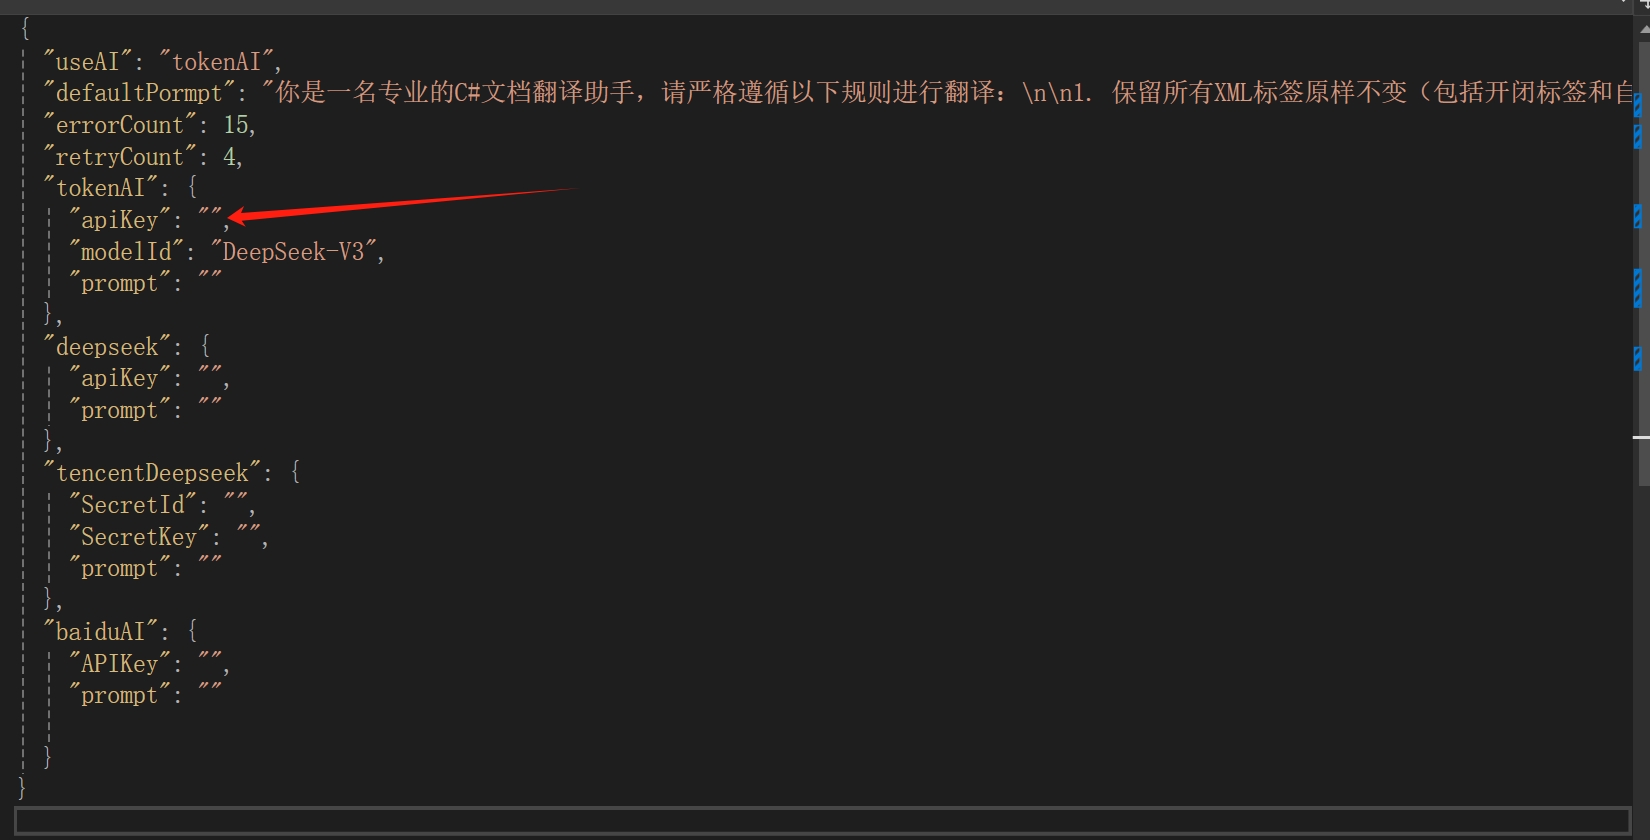 {
"useAI": "tokenAI",
"defaultPormpt": "你是一名专业的C#文档翻译助手，请严格遵循以下规则进行翻译：\n\n1. 保留所有XML标签原样不变（包括开闭标签和自
"errorCount": 15,
"retryCount": 4,
"tokenAI": {
"apiKey": "",
"modelId": "DeepSeek-V3",
"prompt": ""
},
"deepseek": {
"apiKey": "",
"prompt": ""
},
"tencentDeepseek": {
"SecretId": "",
"SecretKey": "",
"prompt": ""
},
"baiduAI": {
"APIKey": "",
"prompt": ""
}
}